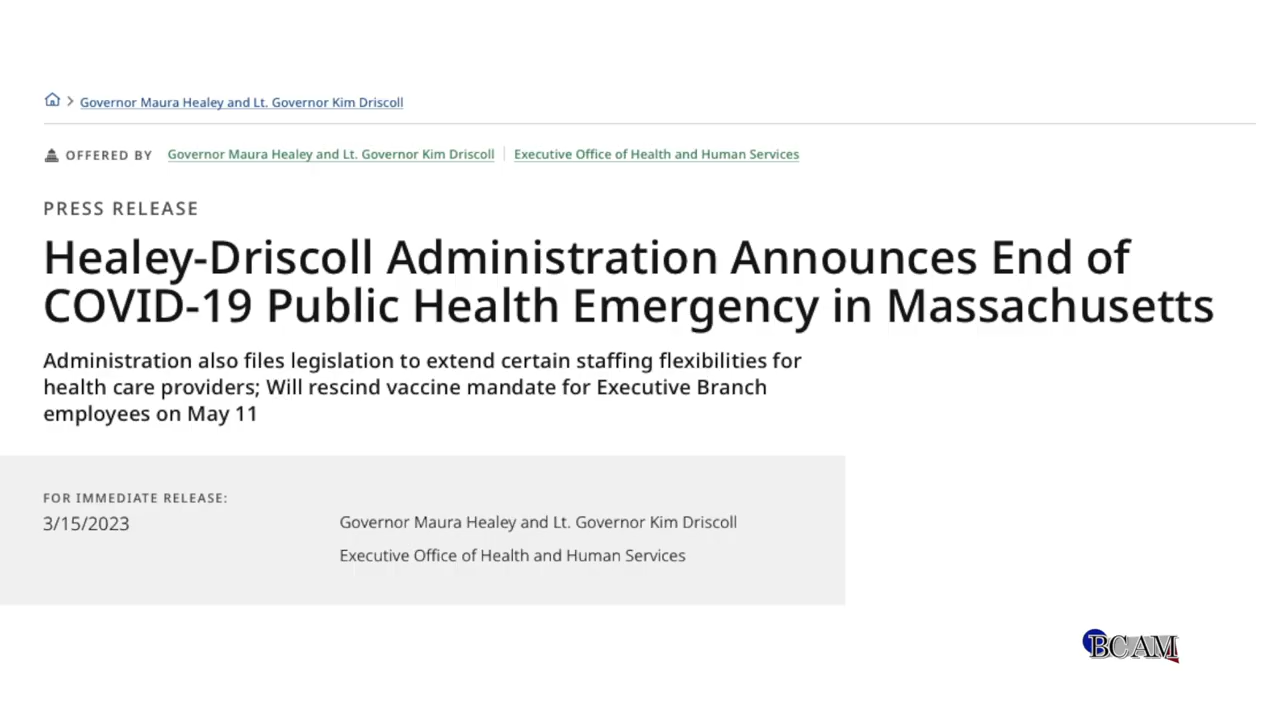 Governor Maura Healey and Lt. Governor Kim Driscoll
OFFERED BY Governor Maura Healey and Lt. Governor Kim Driscoll Executive Office of Health and Human Services
PRESS RELEASE
Healey-Driscoll Administration Announces End of
COVID-19 Public Health Emergency in Massachusetts
Administration also files legislation to extend certain staffing flexibilities for
health care providers; Will rescind vaccine mandate for Executive Branch
employees on May 11
FOR IMMEDIATE RELEASE:
3/15/2023 Governor Maura Healey and Lt. Governor Kim Driscoll
Executive Office of Health and Human Services
BCAM